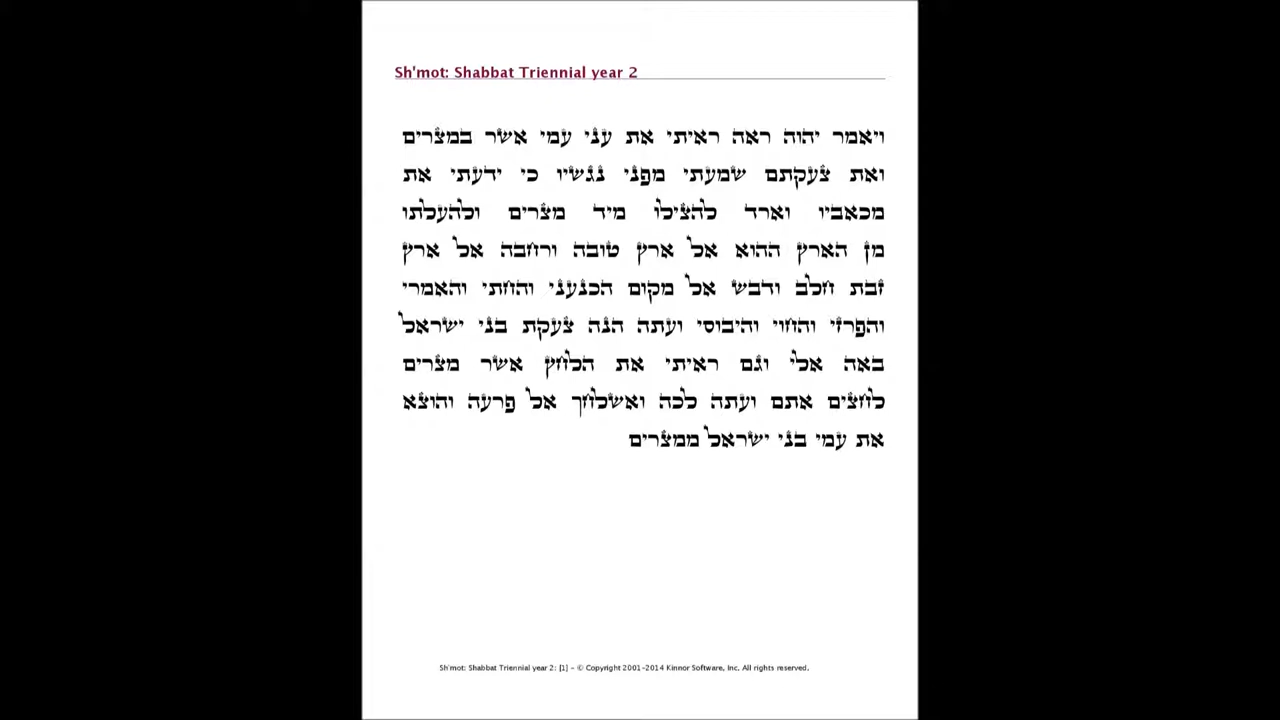 Sh'mot: Shabbat Triennial year 2
ויאמר יהוה ראה ראיתי את עני עמי אשר במצרים
ואת צעקתם שמעתי מפני נגשיו כי ידעתי את
מכאביו וארד להצילו מיד מצרים ולהעלתו
מן הארץ ההוא אל ארץ טובה ורחבה אל ארץ
זבת חלב ודבש אל מקום הכנעני והחתי והאמרי
והפרזי והחוי והיבוסי ועתה הנה צעקת בני ישראל
באה אלי וגם ראיתי את הלחץ אשר מצרים
לחצים אתם ועתה לכה ואשלחך אל פרעה והוצא
את עמי בני ישראל ממצרים
Sh'mot: Shabbat Triennial year 2: [1] - © Copyright 2001-2014 Kinnor Software, Inc. All rights reserved.